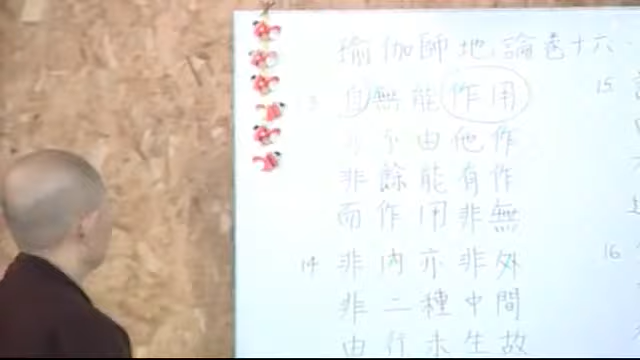 瑜伽師地論卷十六
13 自無能作用
亦不由他作
非餘能有作
而作用非無
14 非內亦非外
非二種中間
由行未生故
15
16